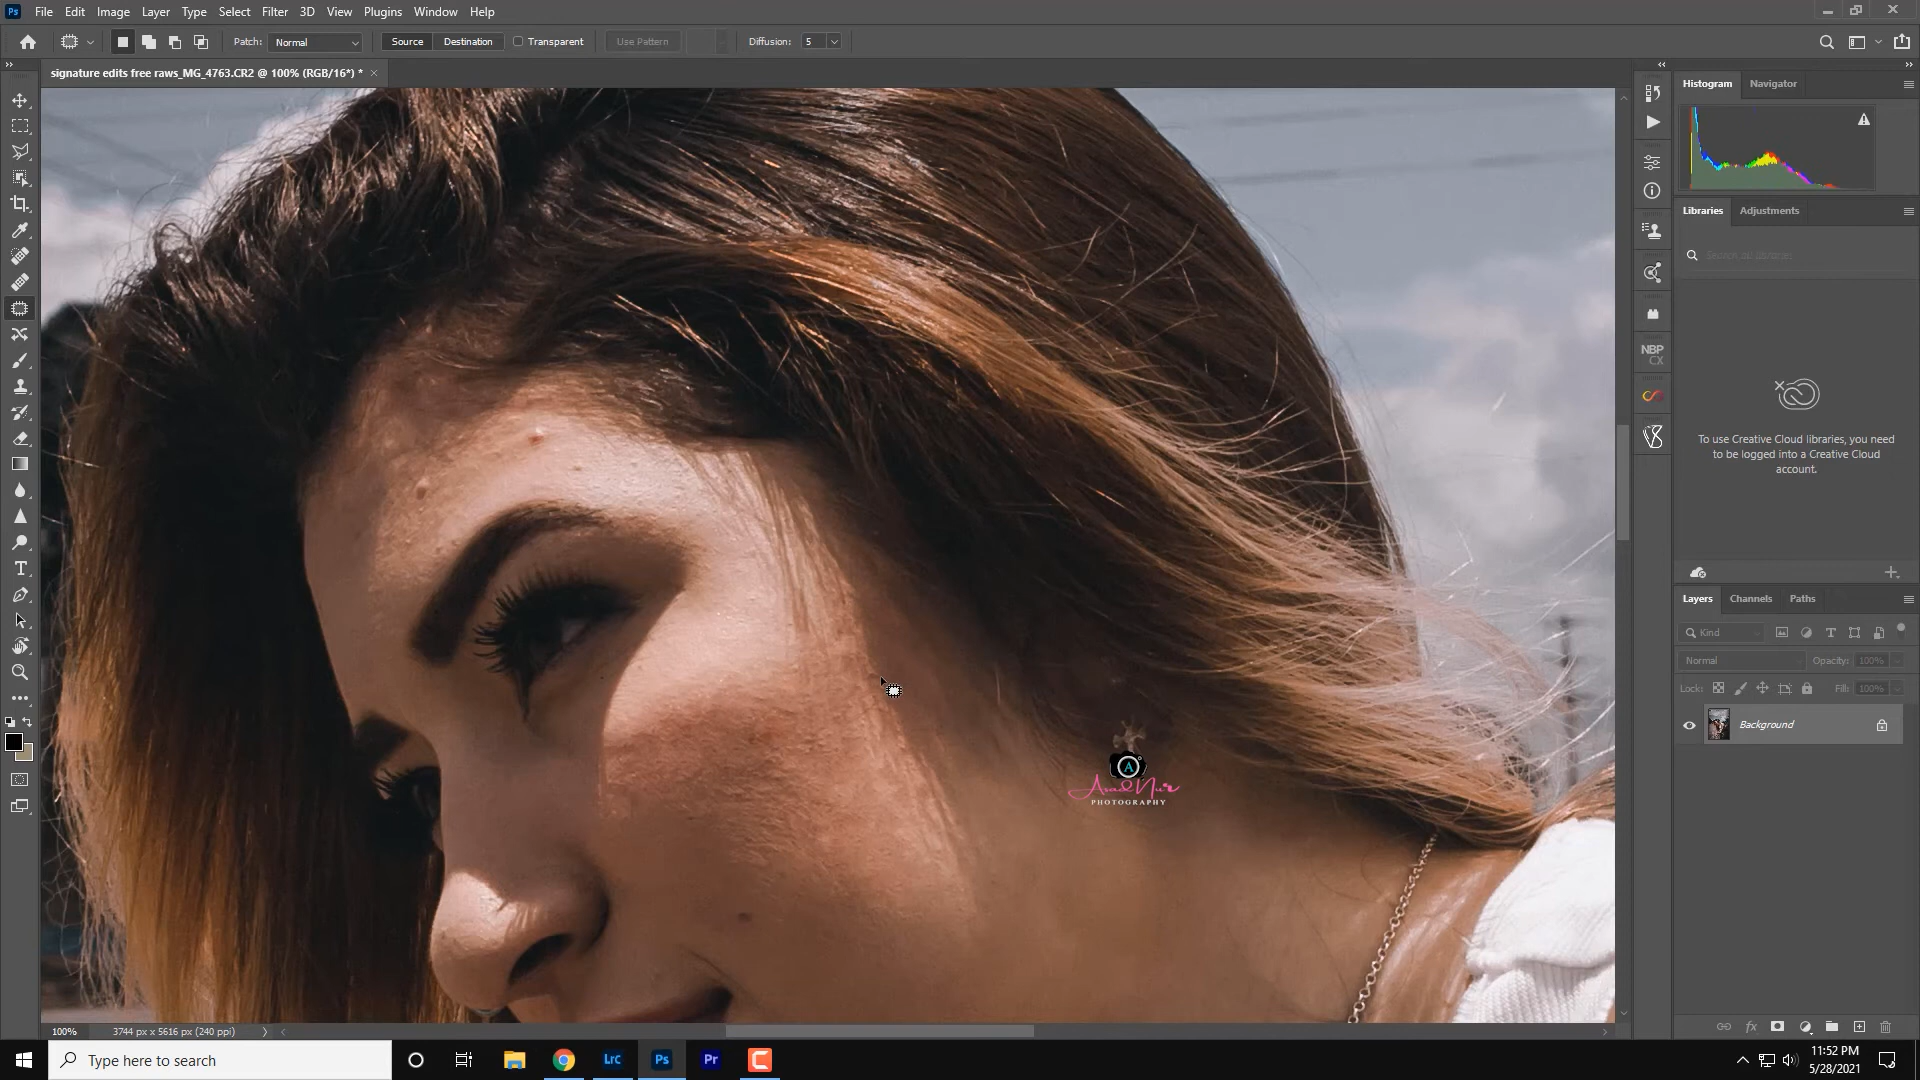 Ps File Edit Image Layer Type Select Filter 3D View Plugins Window Help
Patch: Normal Source Destination Transparent Use Pattern Diffusion: 5
signature edits free raws_MG_4763.CR2 @ 100% (RGB/16*) *
Histogram Navigator
Libraries Adjustments
Search all libraries
NBP
CX
To use Creative Cloud libraries, you need
to be logged into a Creative Cloud
account.
Layers Channels Paths
Kind
Normal Opacity: 100%
Lock: Fill: 100%
Background
A
Asad Nur
PHOTOGRAPHY
100% 3744 px x 5616 px (240 ppi)
Type here to search
Lrc Ps Pr
11:52 PM
5/28/2021